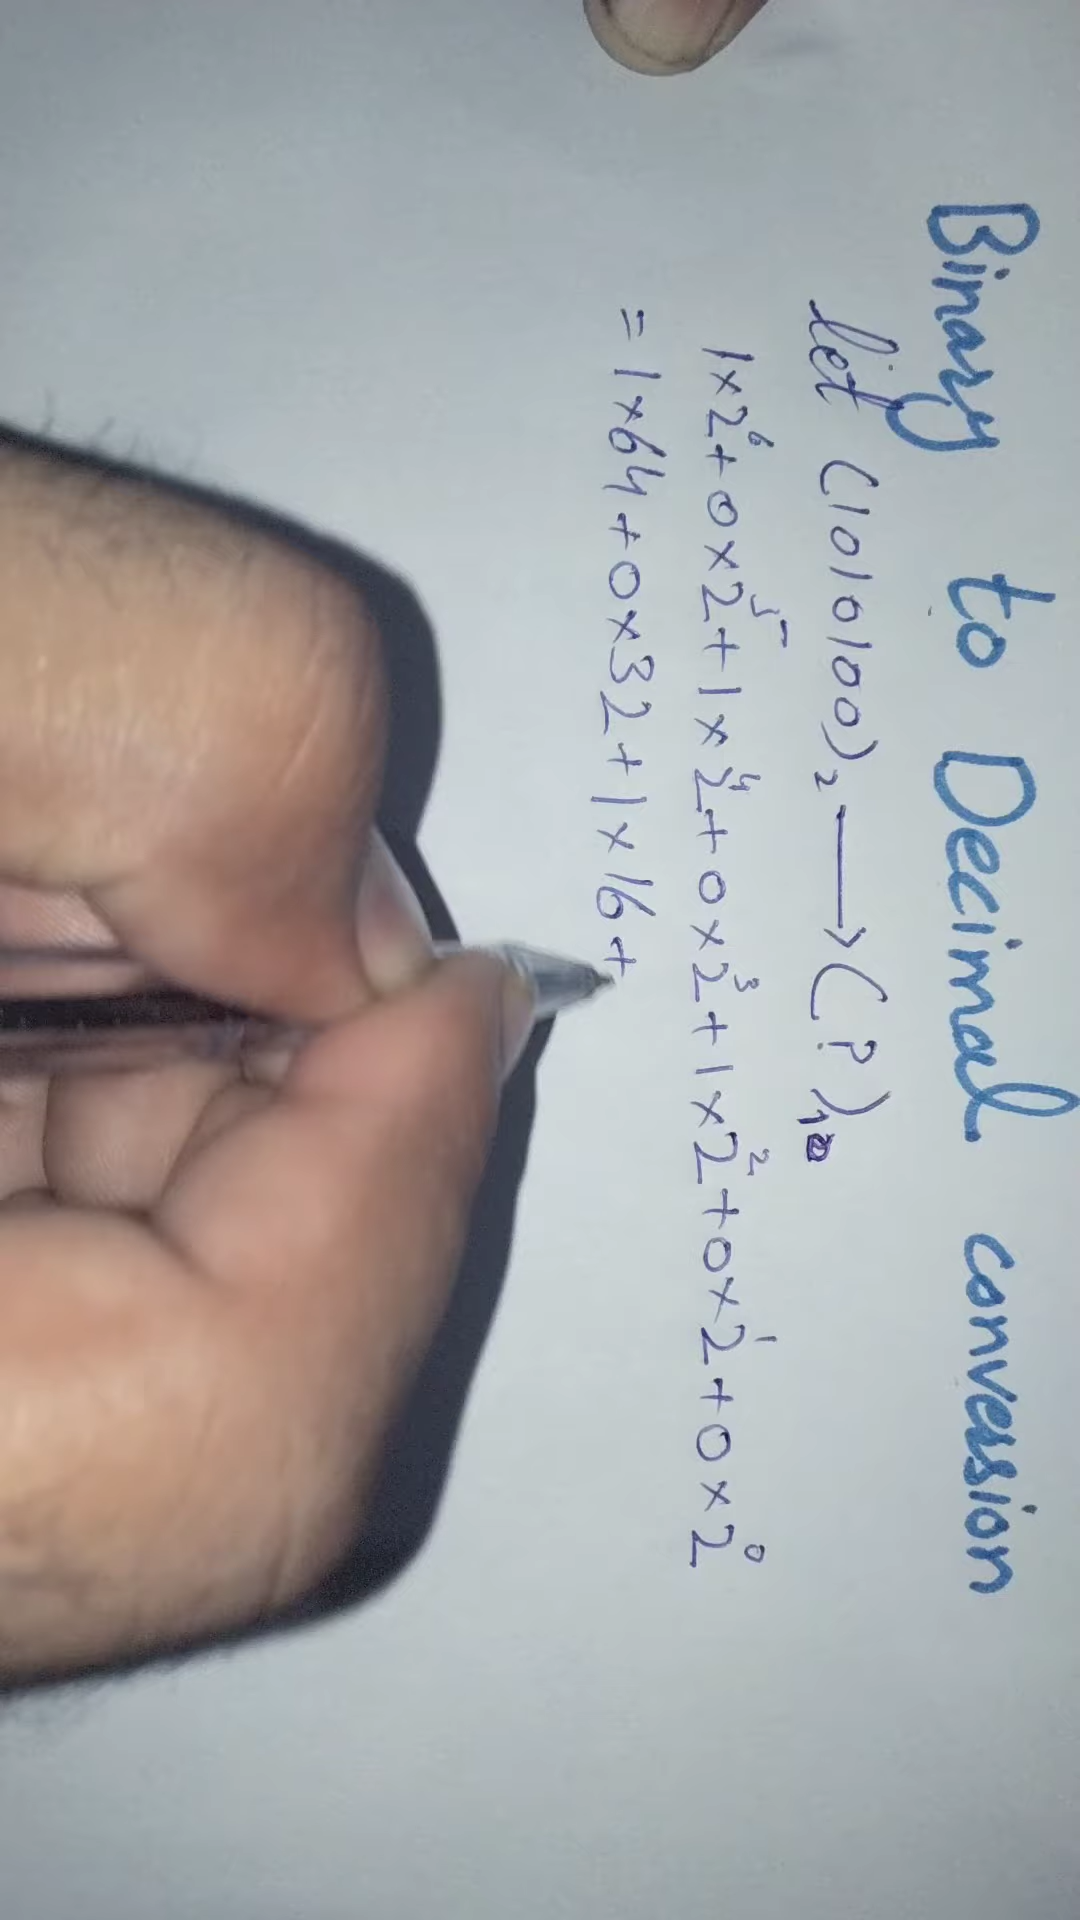 Binary to Decimal conversion
let (1010100)₂ → (?)₁₀
1×2⁶+0×2⁵+1×2⁴+0×2³+1×2²+0×2¹+0×2⁰
=1×64+0×32+1×16+